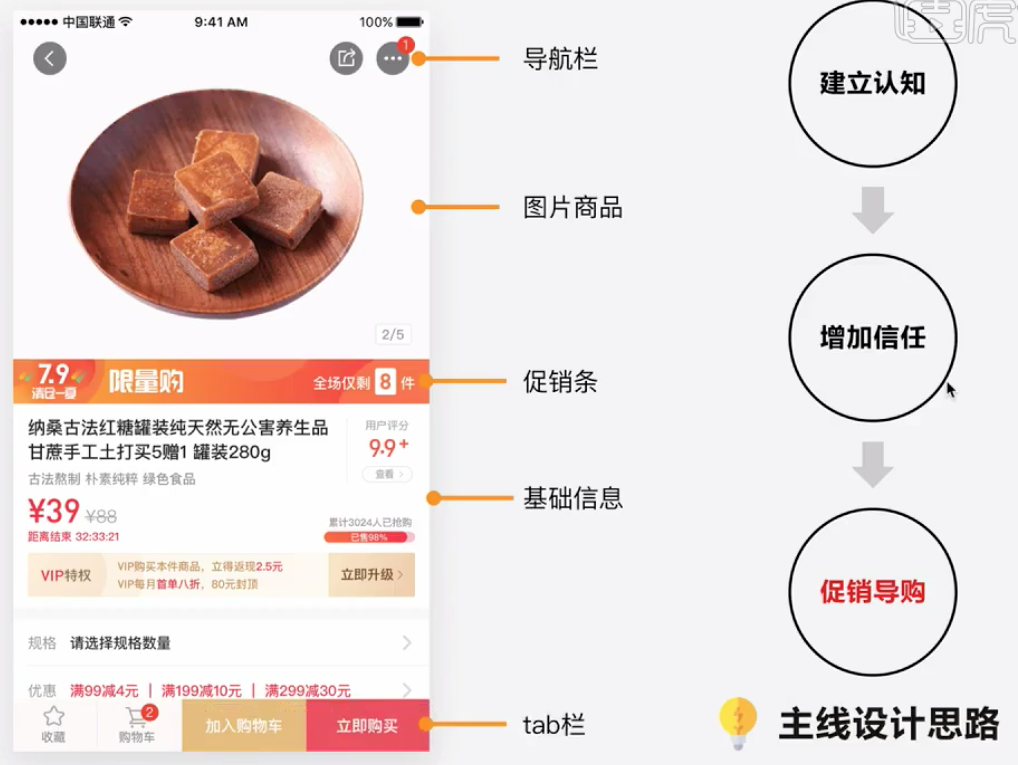 中国联通 9:41 AM 100%
1
导航栏
图片商品
2/5
7.9
清仓一夏
限量购
全场仅剩 8 件
促销条
纳桑古法红糖罐装纯天然无公害养生品
甘蔗手工土打买5赠1 罐装280g
古法熬制 朴素纯粹 绿色食品
用户评分
9.9+
查看
¥39 ¥88
距离结束 32:33:21
累计3024人已抢购
已售98%
基础信息
VIP特权
VIP购买本件商品，立得返现2.5元
VIP每月首单八折，80元封顶
立即升级
规格 请选择规格数量
优惠 满99减4元 | 满199减10元 | 满299减30元
收藏
2
购物车
加入购物车
立即购买
tab栏
建立认知
增加信任
促销导购
主线设计思路
虎